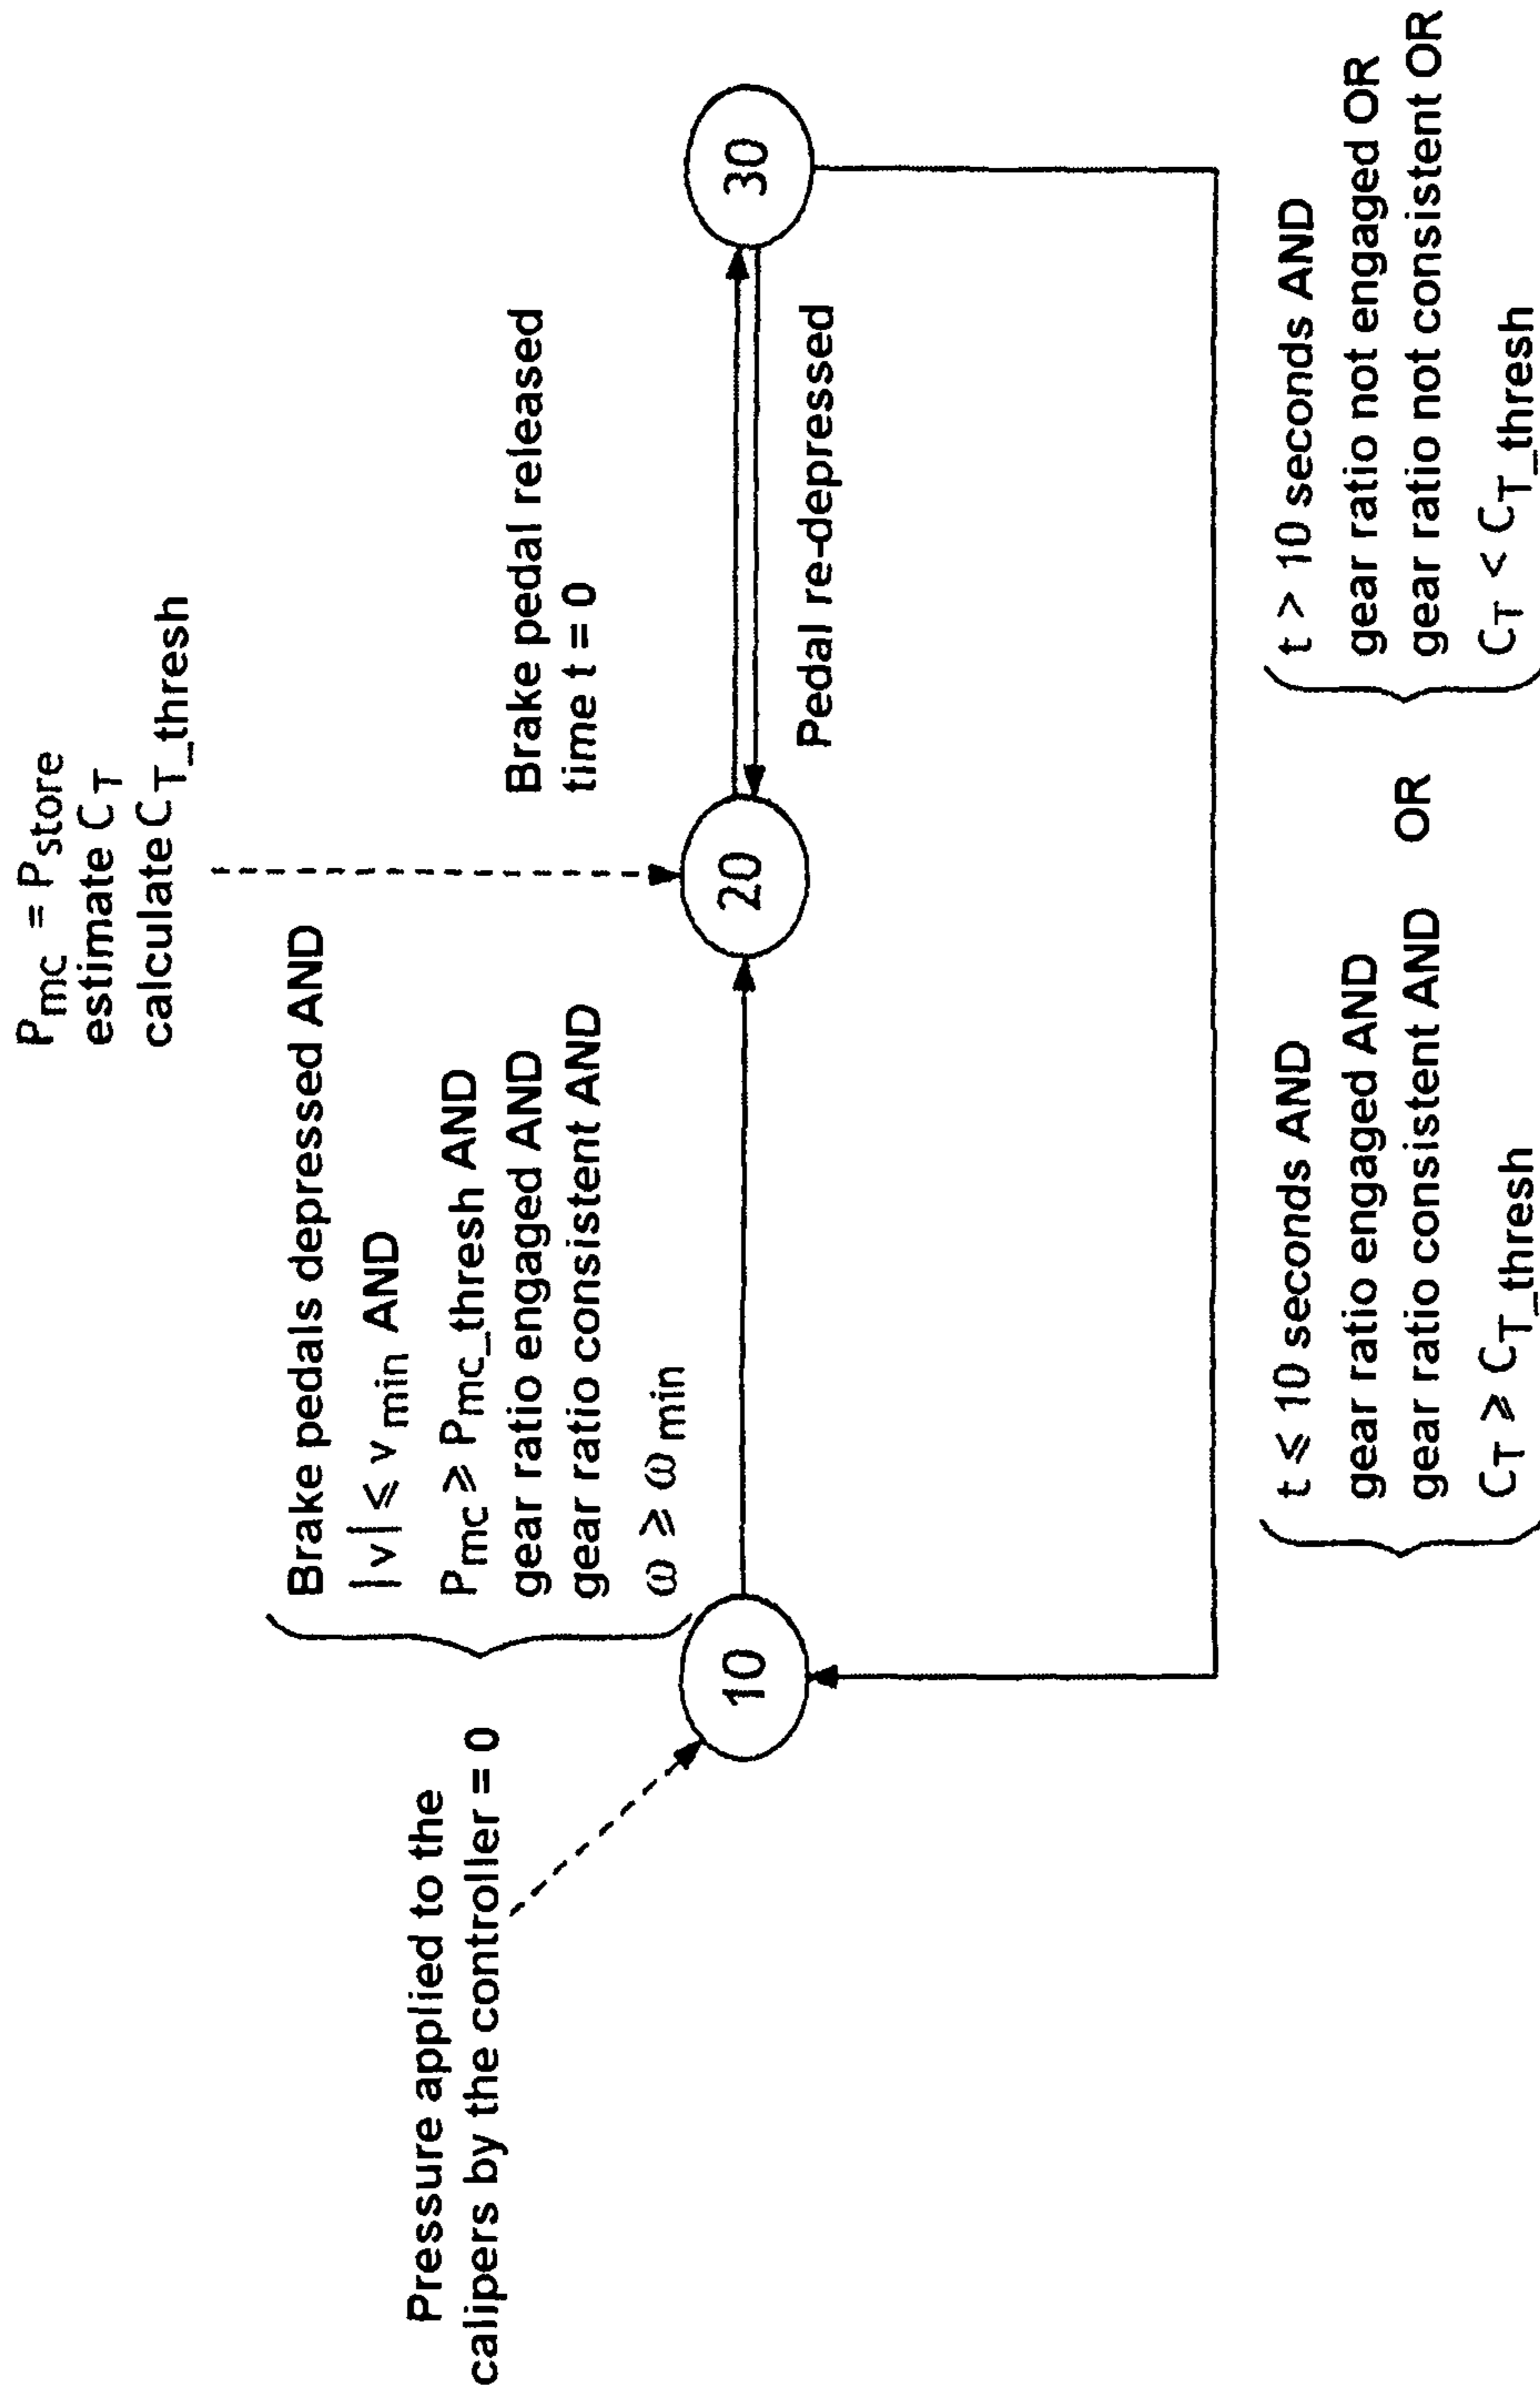 P_mc = P_store
estimate C_T
calculate C_T_thresh
Brake pedals depressed AND
|v| ⩽ v_min AND
P_mc ⩾ P_mc_thresh AND
gear ratio engaged AND
gear ratio consistent AND
ω ⩾ ω_min
Pressure applied to the
calipers by the controller = 0
Brake pedal released
time t = 0
10
20
30
Pedal re-depressed
t ⩽ 10 seconds AND
gear ratio engaged AND
gear ratio consistent AND
C_T ⩾ C_T_thresh
OR
t > 10 seconds AND
gear ratio not engaged OR
gear ratio not consistent OR
C_T < C_T_thresh